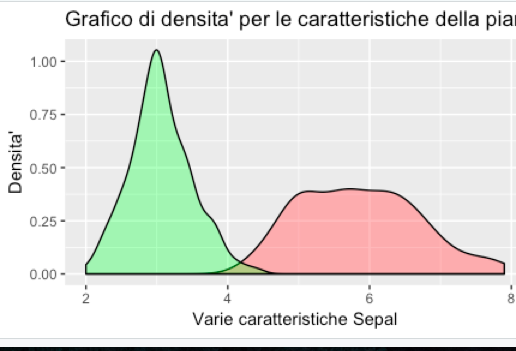 Grafico di densita' per le caratteristiche della
1.00
0.75
0.50
0.25
0.00
Densita'
2 4 6 8
Varie caratteristiche Sepal